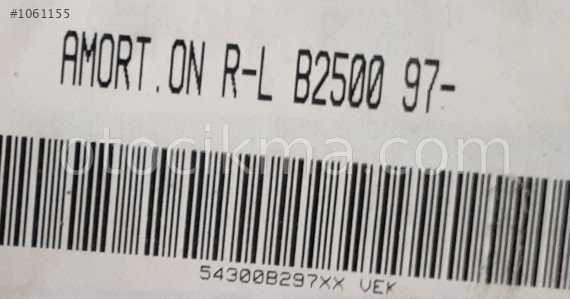 #1061155
AMORT.ON R-L B2500 97-
otocikma.com
54300B297XX VEK